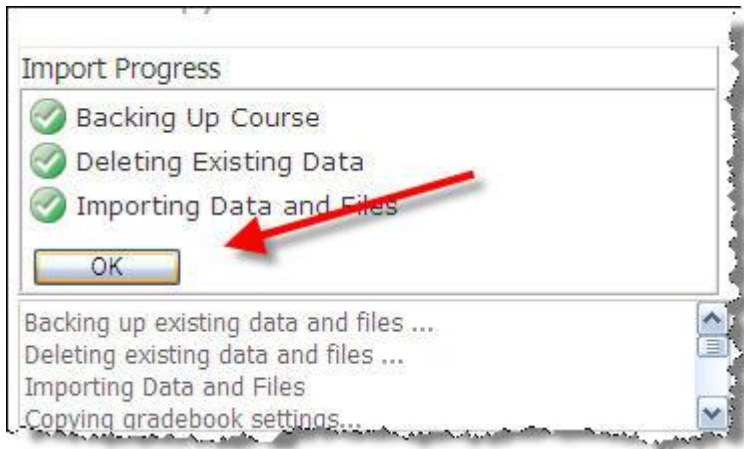 Import Progress
Backing Up Course
Deleting Existing Data
Importing Data and Files
OK
Backing up existing data and files ...
Deleting existing data and files ...
Importing Data and Files
Copying gradebook settings...